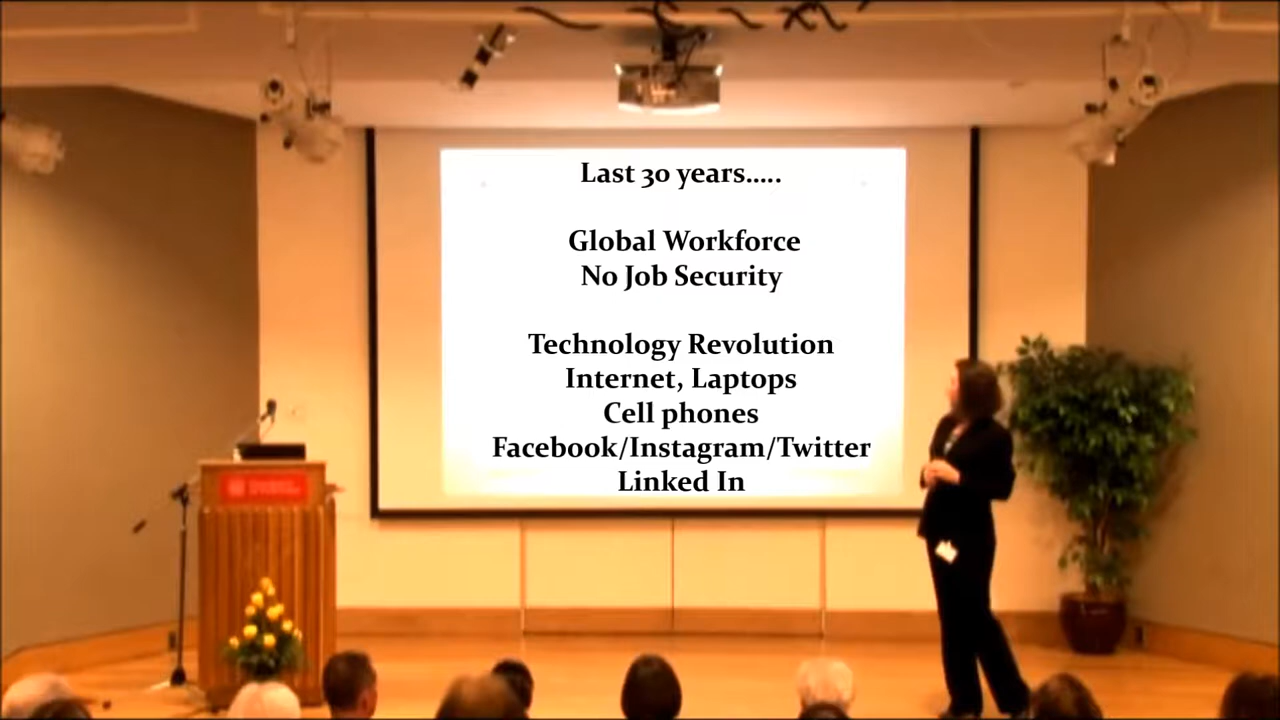 Last 30 years.....
Global Workforce
No Job Security
Technology Revolution
Internet, Laptops
Cell phones
Facebook/Instagram/Twitter
Linked In